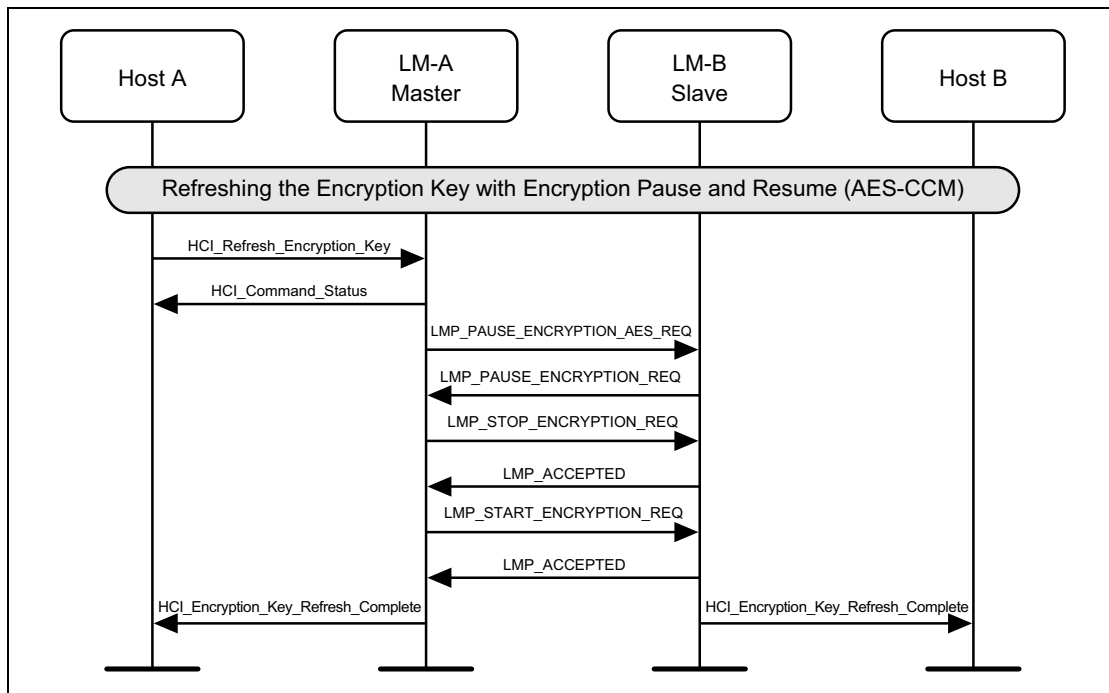 Host A
LM-A
Master
LM-B
Slave
Host B
Refreshing the Encryption Key with Encryption Pause and Resume (AES-CCM)
HCI_Refresh_Encryption_Key
HCI_Command_Status
LMP_PAUSE_ENCRYPTION_AES_REQ
LMP_PAUSE_ENCRYPTION_REQ
LMP_STOP_ENCRYPTION_REQ
LMP_ACCEPTED
LMP_START_ENCRYPTION_REQ
LMP_ACCEPTED
HCI_Encryption_Key_Refresh_Complete
HCI_Encryption_Key_Refresh_Complete